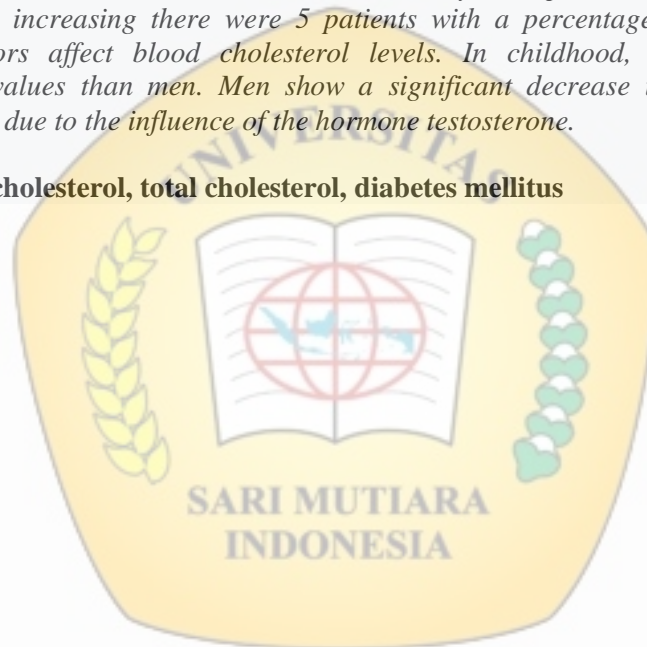 increasing there were 5 patients with a percentage
ors affect blood cholesterol levels. In childhood,
values than men. Men show a significant decrease
due to the influence of the hormone testosterone.
cholesterol, total cholesterol, diabetes mellitus
UNIVERSITAS
SARI MUTIARA
INDONESIA